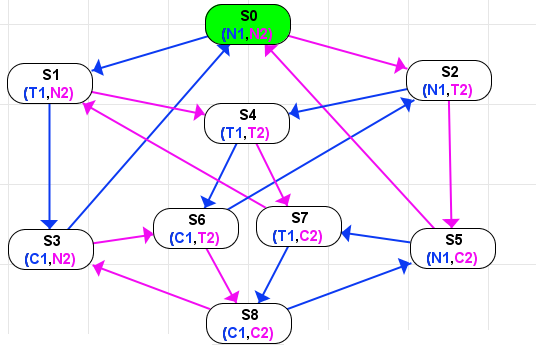 S0
(N1,N2)
S1
(T1,N2)
S2
(N1,T2)
S4
(T1,T2)
S6
(C1,T2)
S7
(T1,C2)
S3
(C1,N2)
S5
(N1,C2)
S8
(C1,C2)